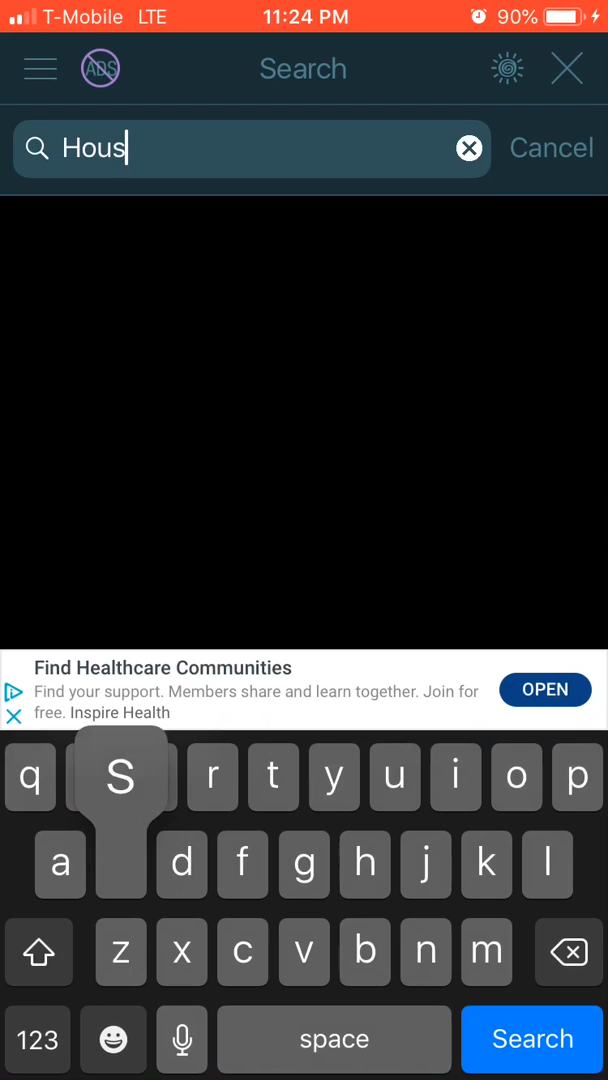 T-Mobile LTE 11:24 PM 90%
ADS Search
Hous Cancel
Find Healthcare Communities
Find your support. Members share and learn together. Join for
free. Inspire Health
OPEN
q S r t y u i o p
a d f g h j k l
z x c v b n m
123 space Search